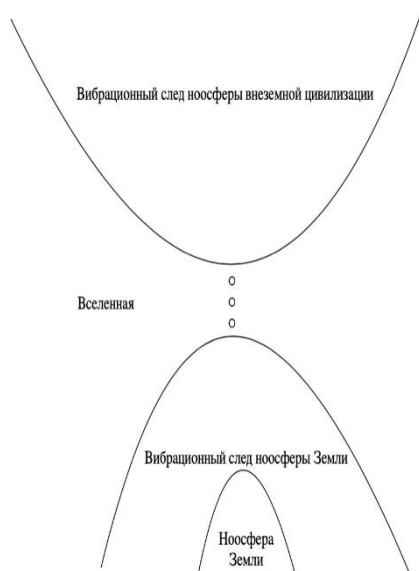 Вибрационный след ноосферы внеземной цивилизации
Вселенная
Вибрационный след ноосферы Земли
Ноосфера
Земли